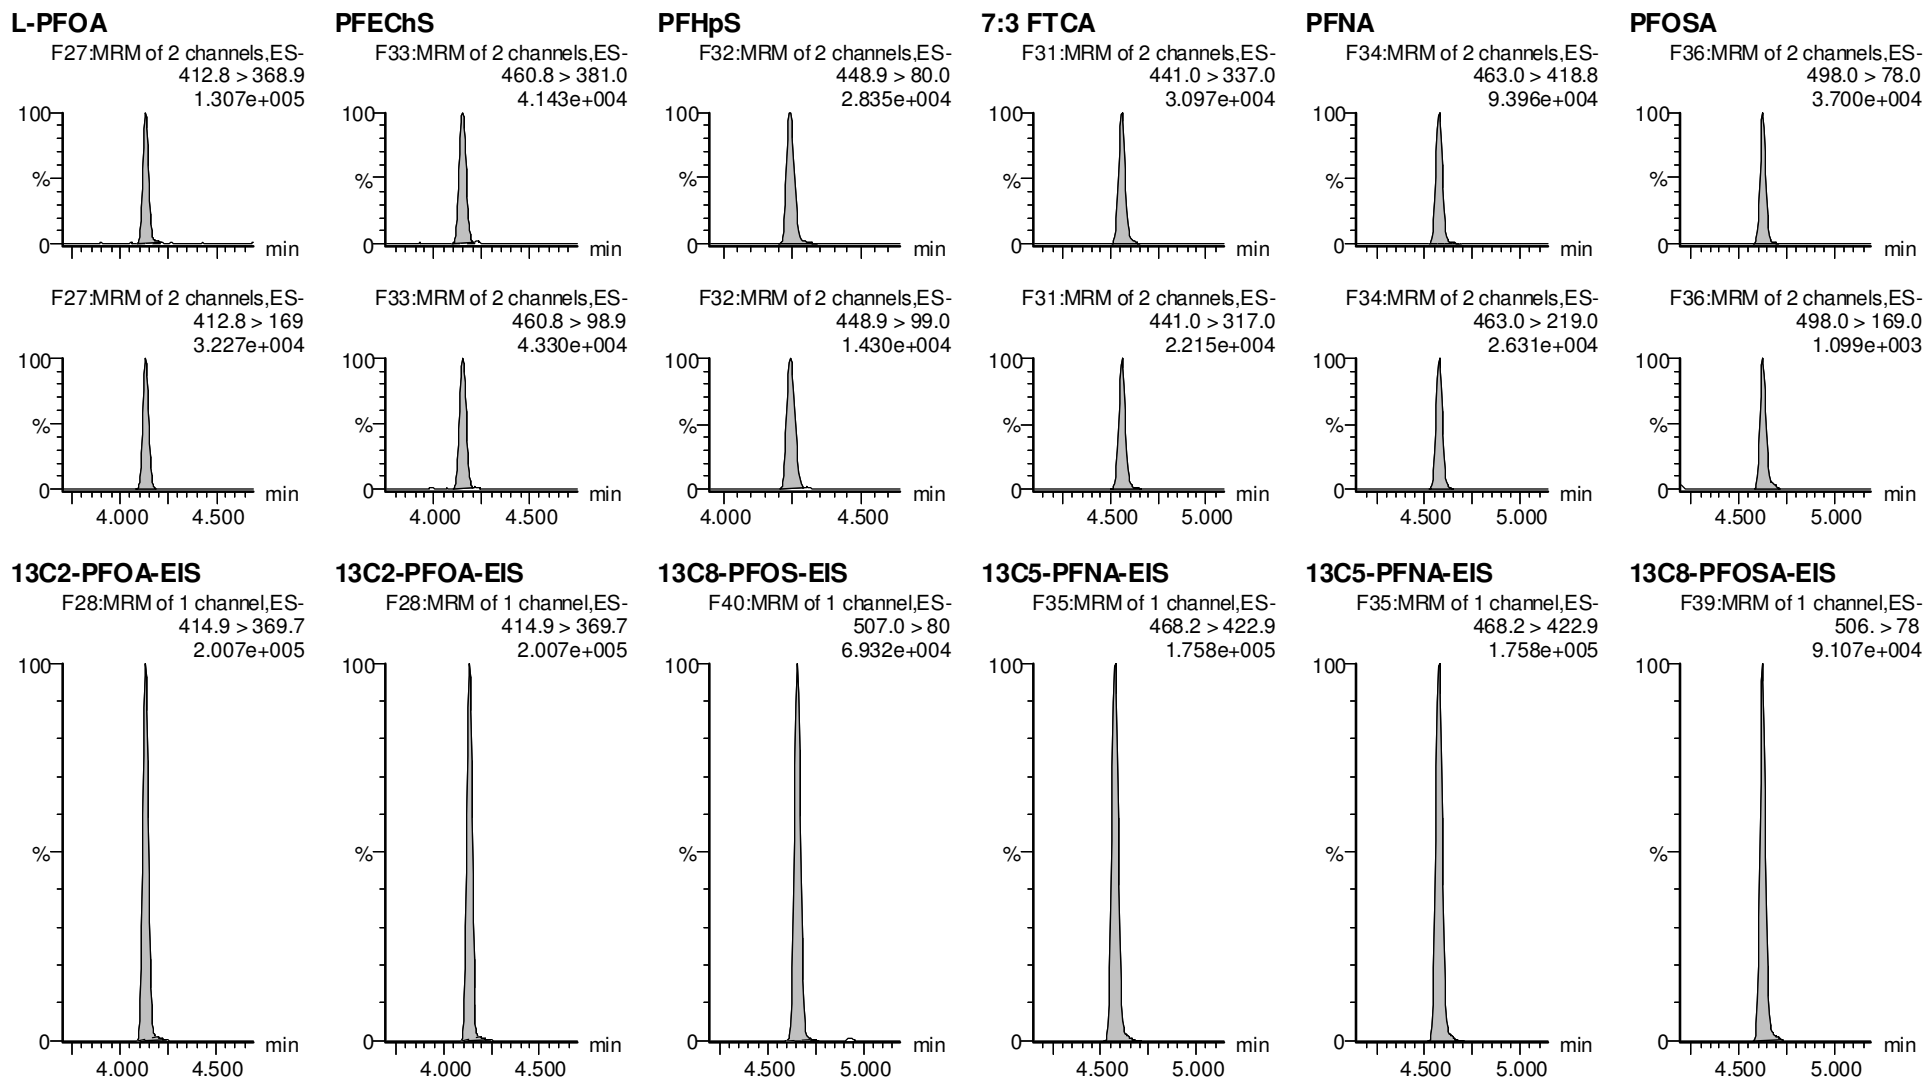 L-PFOA
F27:MRM of 2 channels,ES-
412.8 > 368.9
1.307e+005
100
%
0
min
F27:MRM of 2 channels,ES-
412.8 > 169
3.227e+004
100
%
0
min
4.000 4.500
PFEChS
F33:MRM of 2 channels,ES-
460.8 > 381.0
4.143e+004
100
%
0
min
F33:MRM of 2 channels,ES-
460.8 > 98.9
4.330e+004
100
%
0
min
4.000 4.500
PFHpS
F32:MRM of 2 channels,ES-
448.9 > 80.0
2.835e+004
100
%
0
min
F32:MRM of 2 channels,ES-
448.9 > 99.0
1.430e+004
100
%
0
min
4.000 4.500
7:3 FTCA
F31:MRM of 2 channels,ES-
441.0 > 337.0
3.097e+004
100
%
0
min
F31:MRM of 2 channels,ES-
441.0 > 317.0
2.215e+004
100
%
0
min
4.500 5.000
PFNA
F34:MRM of 2 channels,ES-
463.0 > 418.8
9.396e+004
100
%
0
min
F34:MRM of 2 channels,ES-
463.0 > 219.0
2.631e+004
100
%
0
min
4.500 5.000
PFOSA
F36:MRM of 2 channels,ES-
498.0 > 78.0
3.700e+004
100
%
0
min
F36:MRM of 2 channels,ES-
498.0 > 169.0
1.099e+003
100
%
0
min
4.500 5.000
13C2-PFOA-EIS
F28:MRM of 1 channel,ES-
414.9 > 369.7
2.007e+005
100
%
0
min
4.000 4.500
13C2-PFOA-EIS
F28:MRM of 1 channel,ES-
414.9 > 369.7
2.007e+005
100
%
0
min
4.000 4.500
13C8-PFOS-EIS
F40:MRM of 1 channel,ES-
507.0 > 80
6.932e+004
100
%
0
min
4.500 5.000
13C5-PFNA-EIS
F35:MRM of 1 channel,ES-
468.2 > 422.9
1.758e+005
100
%
0
min
4.500 5.000
13C5-PFNA-EIS
F35:MRM of 1 channel,ES-
468.2 > 422.9
1.758e+005
100
%
0
min
4.500 5.000
13C8-PFOSA-EIS
F39:MRM of 1 channel,ES-
506. > 78
9.107e+004
100
%
0
min
4.500 5.000